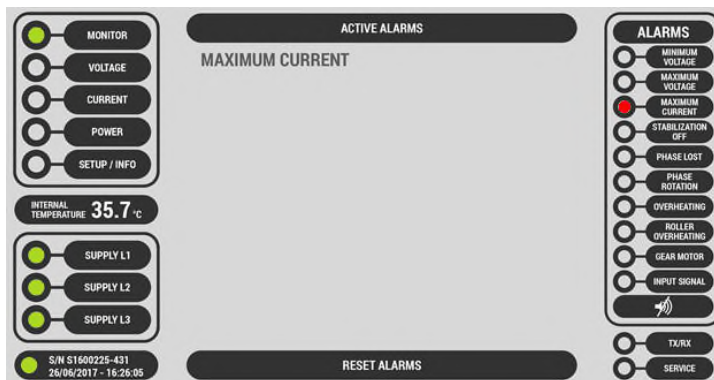 MONITOR
VOLTAGE
CURRENT
POWER
SETUP / INFO
INTERNAL
TEMPERATURE 35.7 °C
SUPPLY L1
SUPPLY L2
SUPPLY L3
S/N S1600225-431
26/06/2017 - 16:26:05
ACTIVE ALARMS
MAXIMUM CURRENT
RESET ALARMS
ALARMS
MINIMUM
VOLTAGE
MAXIMUM
VOLTAGE
MAXIMUM
CURRENT
STABILIZATION
OFF
PHASE LOST
PHASE
ROTATION
OVERHEATING
ROLLER
OVERHEATING
GEAR MOTOR
INPUT SIGNAL
TX/RX
SERVICE